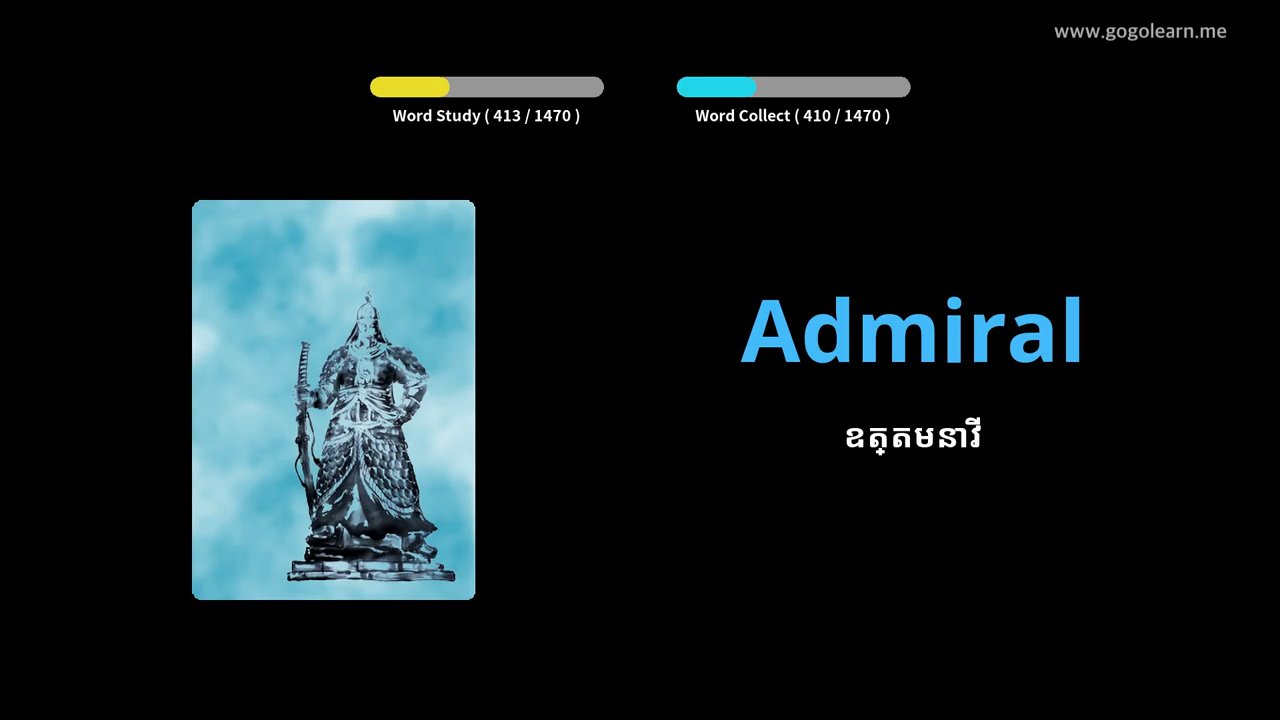 www.gogolearn.me
Word Study ( 413 / 1470 )
Word Collect ( 410 / 1470 )
Admiral
ឧត្តមនាវី